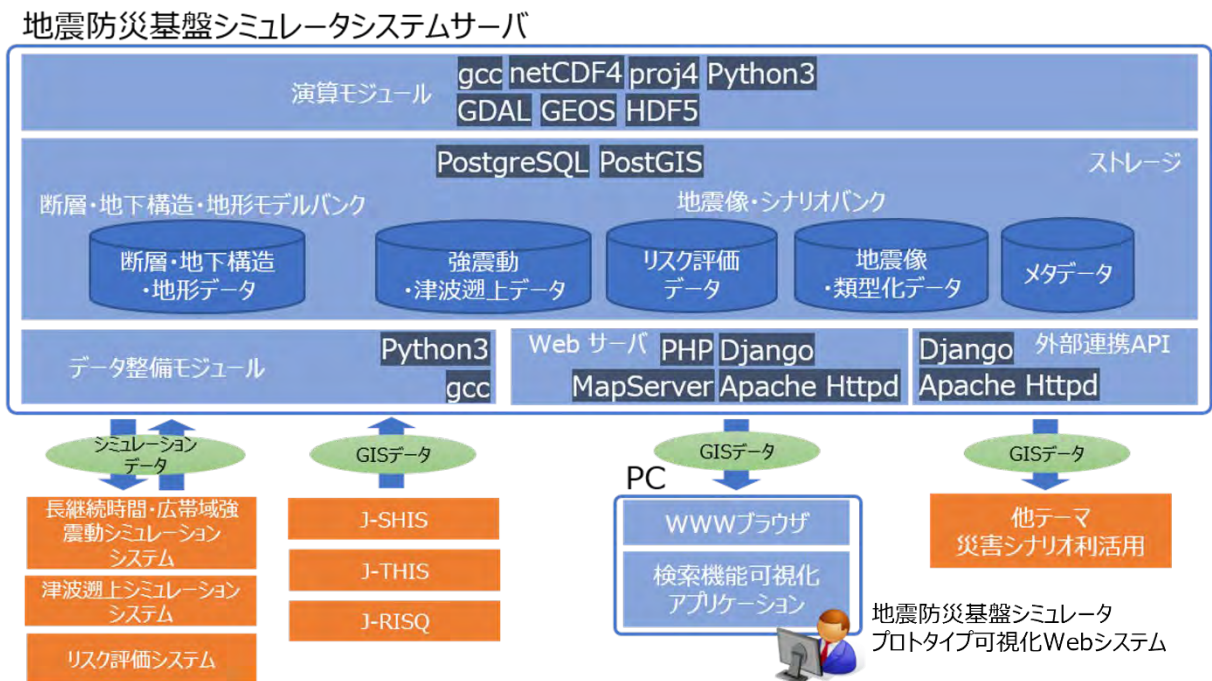 地震防災基盤シミュレータシステムサーバ
演算モジュール
gcc netCDF4 proj4 Python3
GDAL GEOS HDF5
PostgreSQL PostGIS
ストレージ
断層・地下構造・地形モデルバンク
地震像・シナリオバンク
断層・地下構造
・地形データ
強震動
・津波遡上データ
リスク評価
データ
地震像
・類型化データ
メタデータ
データ整備モジュール
Python3
gcc
Web サーバ PHP Django
MapServer Apache Httpd
Django 外部連携API
Apache Httpd
シミュレーション
データ
GISデータ
GISデータ
GISデータ
長継続時間・広帯域強
震動シミュレーション
システム
津波遡上シミュレーション
システム
リスク評価システム
J-SHIS
J-THIS
J-RISQ
PC
WWWブラウザ
検索機能可視化
アプリケーション
他テーマ
災害シナリオ利活用
地震防災基盤シミュレータ
プロトタイプ可視化Webシステム